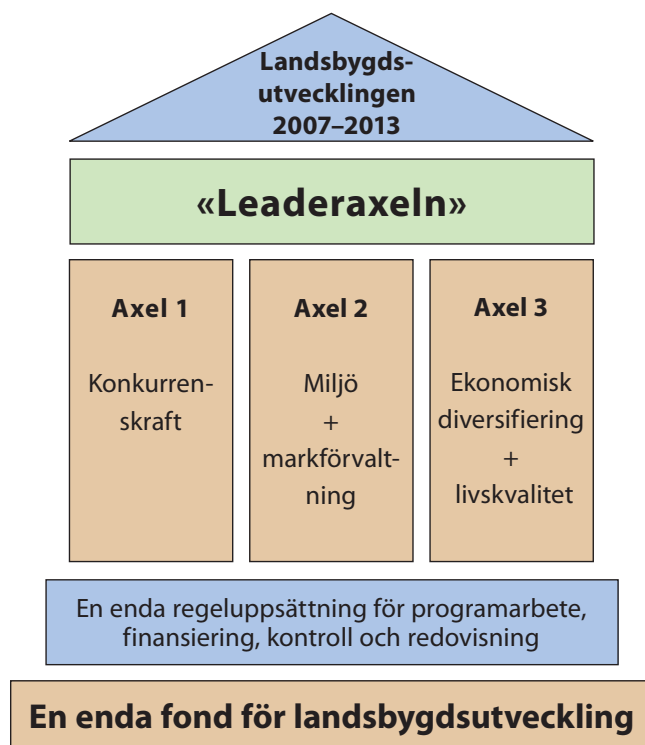 Landsbygds-
utvecklingen
2007–2013
«Leaderaxeln»
Axel 1
Konkurren-
skraft
Axel 2
Miljö
+
markförvalt-
ning
Axel 3
Ekonomisk
diversifiering
+
livskvalitet
En enda regeluppsättning för programarbete,
finansiering, kontroll och redovisning
En enda fond för landsbygdsutveckling